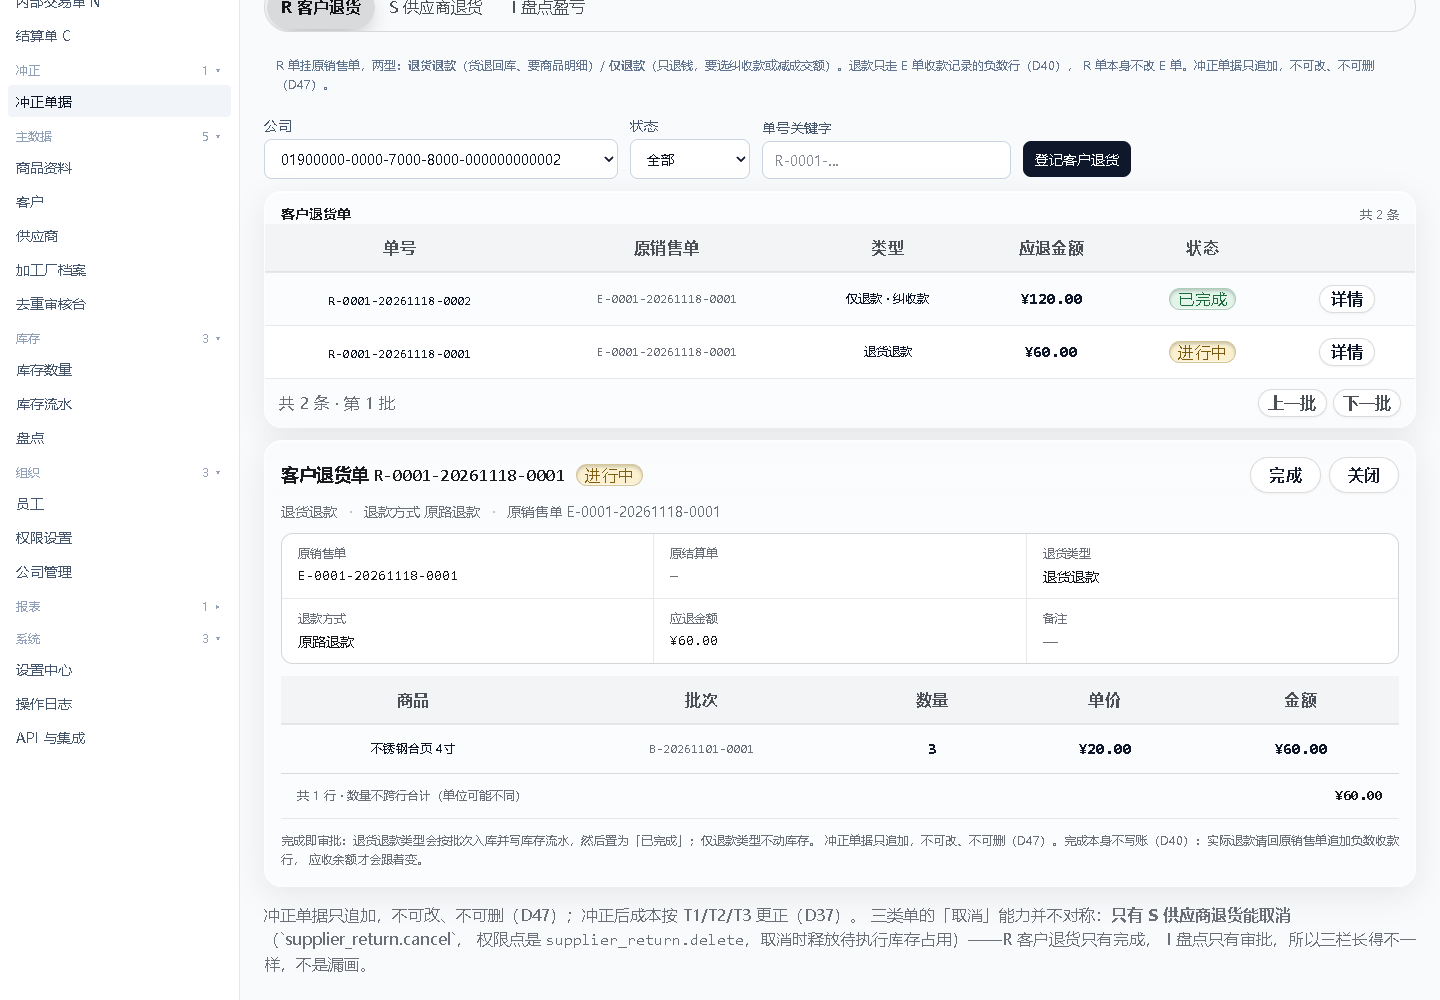 内部交易单 N
结算单 C
冲正 1
冲正单据
主数据 5
商品资料
客户
供应商
加工厂档案
去重审核台
库存 3
库存数量
库存流水
盘点
组织 3
员工
权限设置
公司管理
报表 1
系统 3
设置中心
操作日志
API 与集成
R 客户退货 S 供应商退货 I 盘点盈亏
R 单挂原销售单，两型：退货退款（货退回库、要商品明细）/ 仅退款（只退钱，要选纠收款或减成交额）。退款只走 E 单收款记录的负数行（D40）， R 单本身不改 E 单。冲正单据只追加，不可改、不可删
（D47）。
公司 状态 单号关键字
01900000-0000-7000-8000-000000000002 全部 R-0001-... 登记客户退货
客户退货单 共 2 条
单号 原销售单 类型 应退金额 状态
R-0001-20261118-0002 E-0001-20261118-0001 仅退款 · 纠收款 ¥120.00 已完成 详情
R-0001-20261118-0001 E-0001-20261118-0001 退货退款 ¥60.00 进行中 详情
共 2 条 · 第 1 批 上一批 下一批
客户退货单 R-0001-20261118-0001 进行中 完成 关闭
退货退款 · 退款方式 原路退款 · 原销售单 E-0001-20261118-0001
原销售单 原结算单 退货类型
E-0001-20261118-0001 — 退货退款
退款方式 应退金额 备注
原路退款 ¥60.00 —
商品 批次 数量 单价 金额
不锈钢合页 4寸 B-20261101-0001 3 ¥20.00 ¥60.00
共 1 行 · 数量不跨行合计（单位可能不同） ¥60.00
完成即审批：退货退款类型会按批次入库并写库存流水，然后置为「已完成」；仅退款类型不动库存。 冲正单据只追加，不可改、不可删（D47）。完成本身不写账（D40）：实际退款请回原销售单追加负数收款
行， 应收余额才会跟着变。
冲正单据只追加，不可改、不可删（D47）；冲正后成本按 T1/T2/T3 更正（D37）。 三类单的「取消」能力并不对称：只有 S 供应商退货能取消
（`supplier_return.cancel`， 权限点是 supplier_return.delete，取消时释放待执行库存占用）——R 客户退货只有完成， I 盘点只有审批，所以三栏长得不一
样，不是漏画。